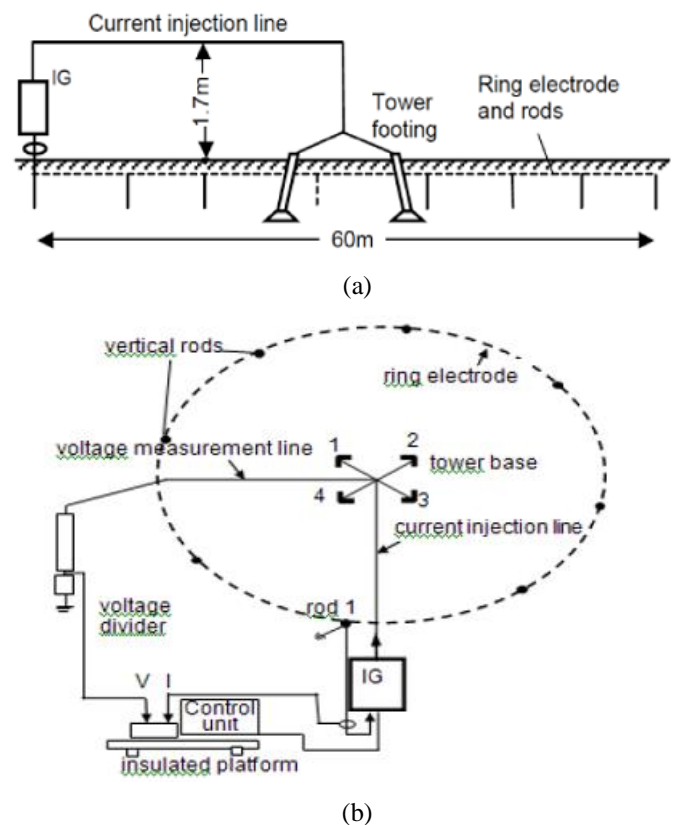 Current injection line
IG
1.7m
Tower
footing
Ring electrode
and rods
60m
(a)
vertical rods
ring electrode
voltage measurement line
1
2
tower base
4
3
current injection line
voltage
divider
rod 1
IG
V I
Control
unit
insulated platform
(b)